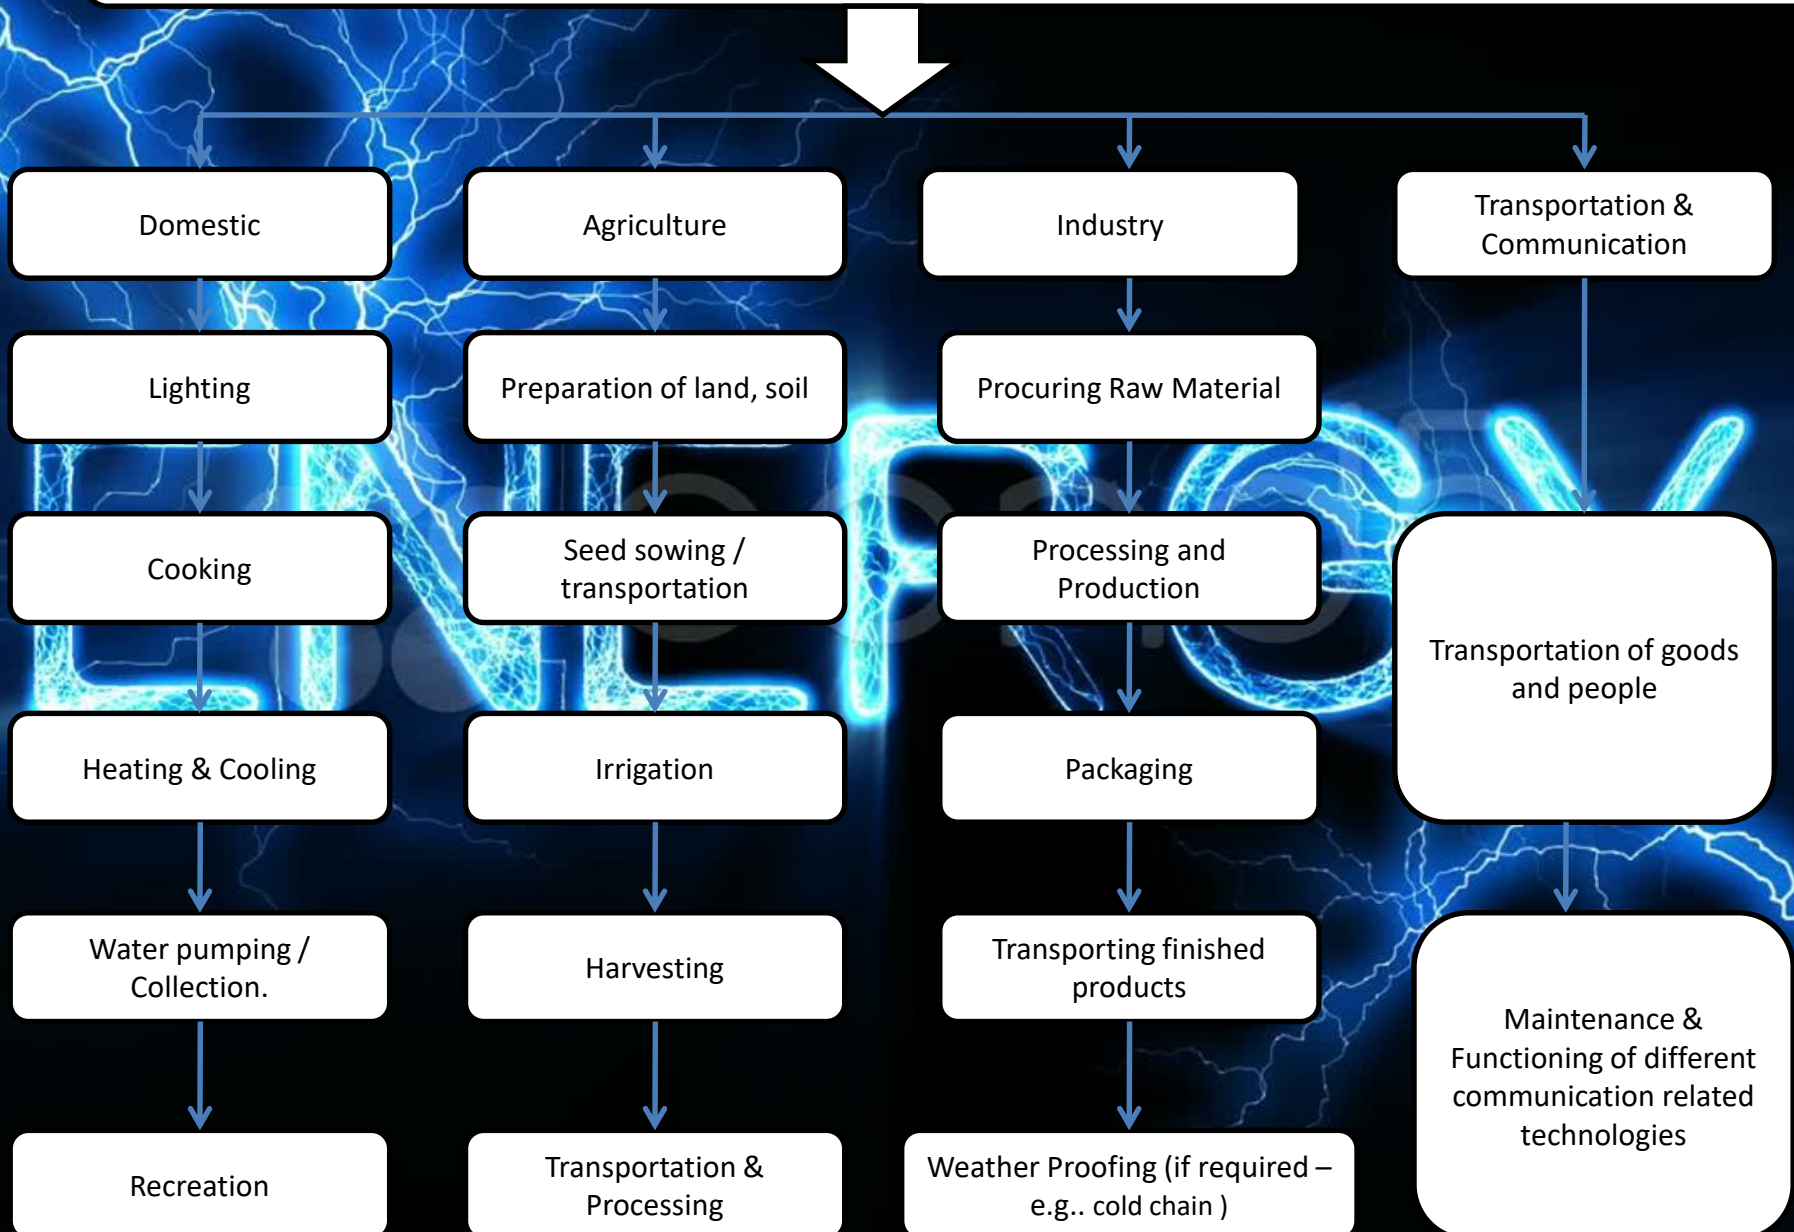 Domestic
Agriculture
Industry
Transportation &
Communication
Lighting
Preparation of land, soil
Procuring Raw Material
Cooking
Seed sowing /
transportation
Processing and
Production
Transportation of goods
and people
Heating & Cooling
Irrigation
Packaging
Water pumping /
Collection.
Harvesting
Transporting finished
products
Maintenance &
Functioning of different
communication related
technologies
Recreation
Transportation &
Processing
Weather Proofing (if required –
e.g.. cold chain )
ENERGY